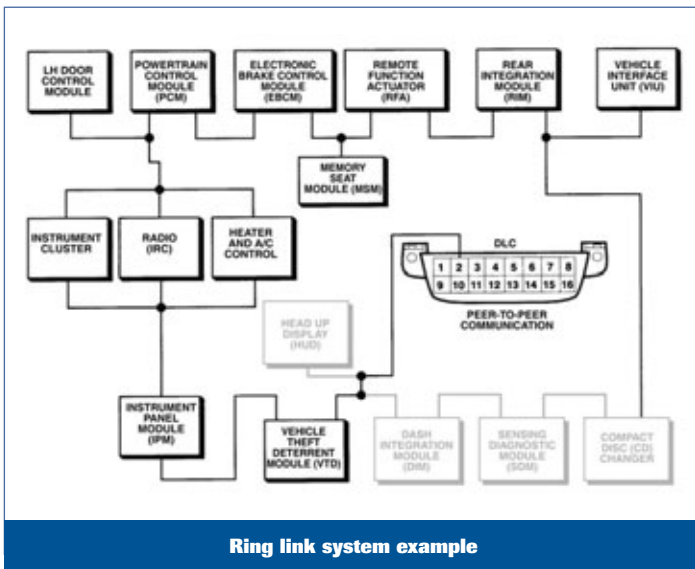 LH DOOR
CONTROL
MODULE
POWERTRAIN
CONTROL
MODULE
(PCM)
ELECTRONIC
BRAKE CONTROL
MODULE
(EBCM)
REMOTE
FUNCTION
ACTUATOR
(RFA)
REAR
INTEGRATION
MODULE
(RIM)
VEHICLE
INTERFACE
UNIT (VIU)
MEMORY
SEAT
MODULE (MSM)
INSTRUMENT
CLUSTER
RADIO
(IRC)
HEATER
AND A/C
CONTROL
DLC
1 2 3 4 5 6 7 8
9 10 11 12 13 14 15 16
PEER-TO-PEER
COMMUNICATION
HEAD UP
DISPLAY
(HUD)
INSTRUMENT
PANEL
MODULE
(IPM)
VEHICLE
THEFT
DETERRENT
MODULE (VTD)
DASH
INTEGRATION
MODULE
(DIM)
SENSING
DIAGNOSTIC
MODULE
(SDM)
COMPACT
DISC (CD)
CHANGER
Ring link system example